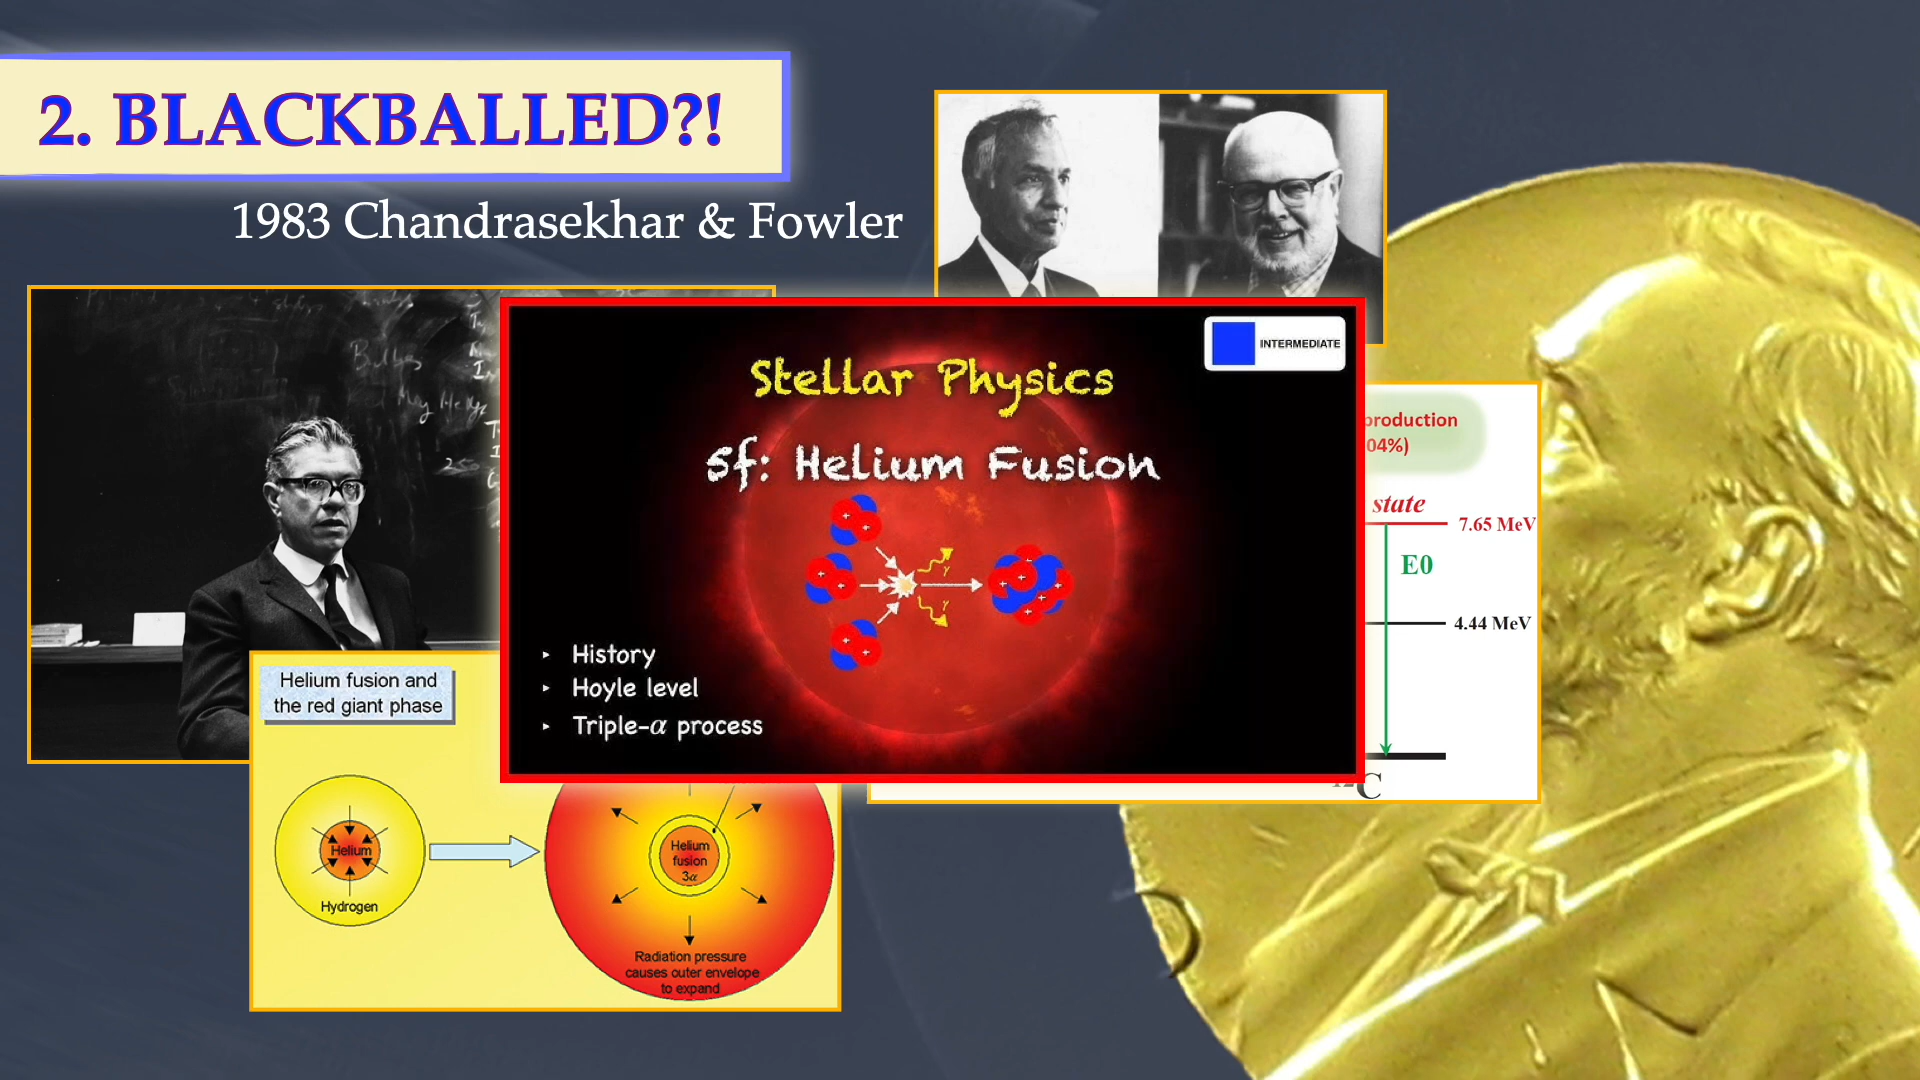 2. BLACKBALLED?!
1983 Chandrasekhar & Fowler
INTERMEDIATE
Stellar Physics
5f: Helium Fusion
γ
γ
History
Hoyle level
Triple-α process
production
04%)
state
7.65 MeV
E0
4.44 MeV
C
Helium fusion and
the red giant phase
Helium
Hydrogen
Helium
fusion
3α
Radiation pressure
causes outer envelope
to expand